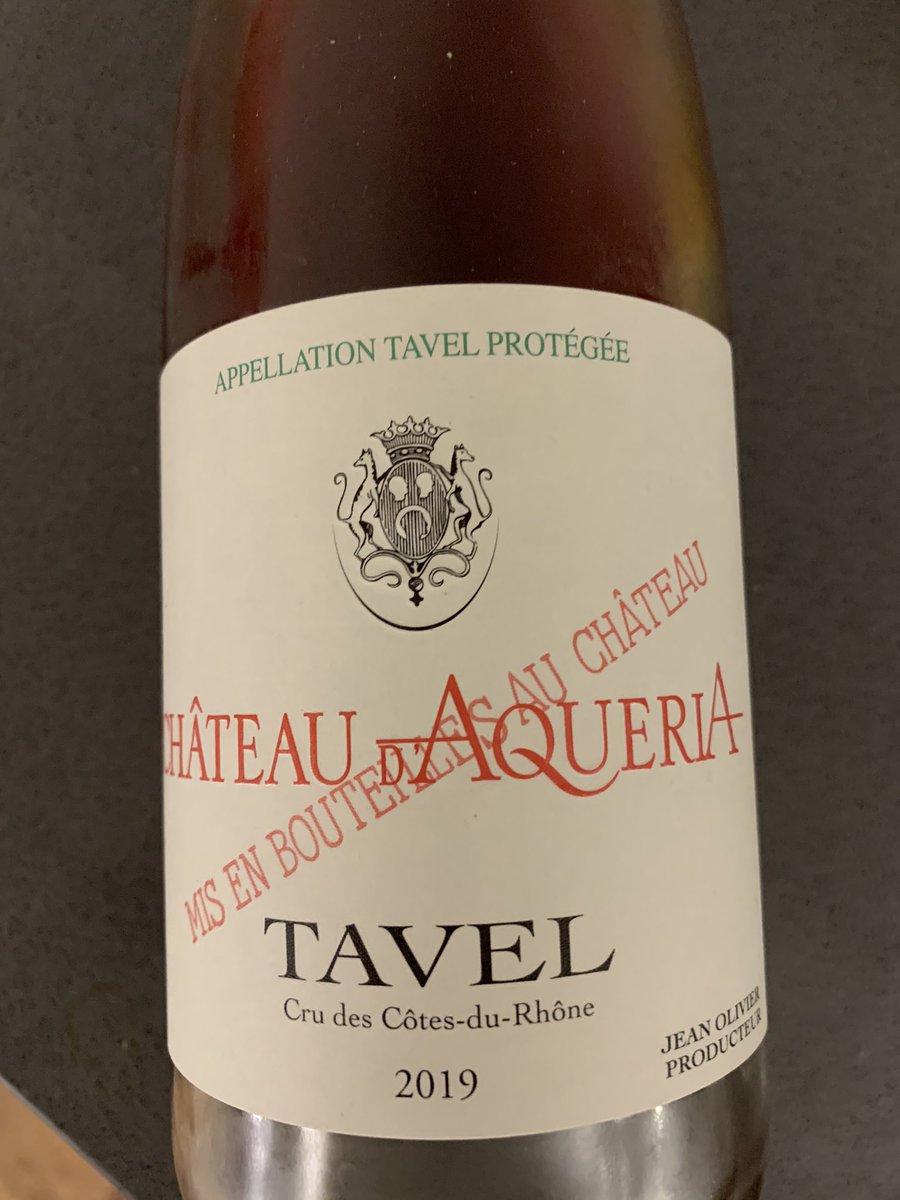 APPELLATION TAVEL PROTÉGÉE
MIS EN BOUTEILLES AU CHÂTEAU
CHÂTEAU D'AQUERIA
TAVEL
Cru des Côtes-du-Rhône
2019
JEAN OLIVIER
PRODUCTEUR